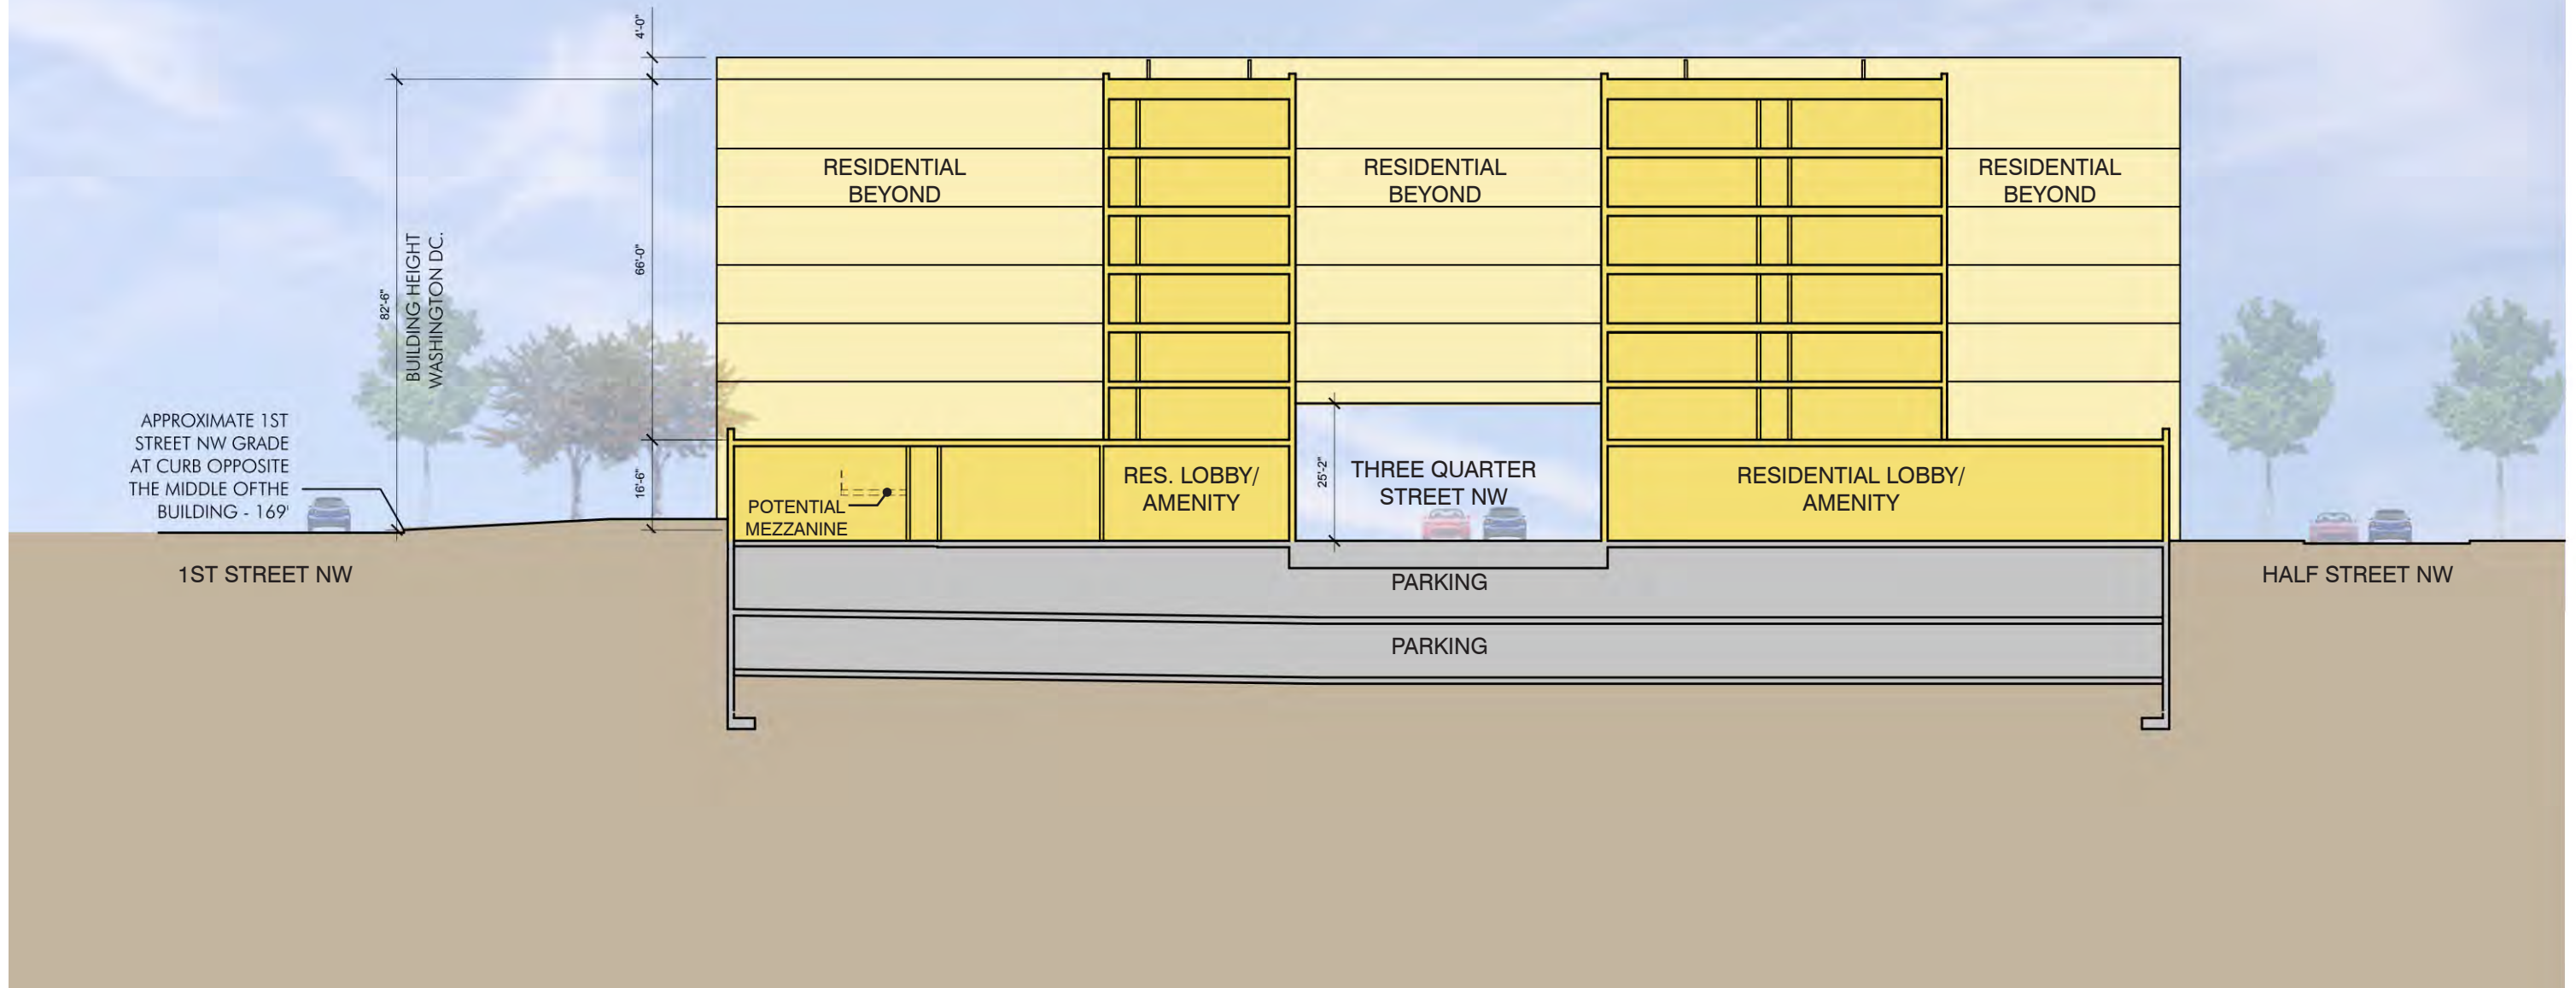 4'-0"
RESIDENTIAL
BEYOND
RESIDENTIAL
BEYOND
RESIDENTIAL
BEYOND
66'-0"
82'-6"
BUILDING HEIGHT
WASHINGTON DC.
APPROXIMATE 1ST
STREET NW GRADE
AT CURB OPPOSITE
THE MIDDLE OFTHE
BUILDING - 169'
16'-6"
POTENTIAL
MEZZANINE
RES. LOBBY/
AMENITY
25'-2"
THREE QUARTER
STREET NW
RESIDENTIAL LOBBY/
AMENITY
1ST STREET NW
PARKING
HALF STREET NW
PARKING